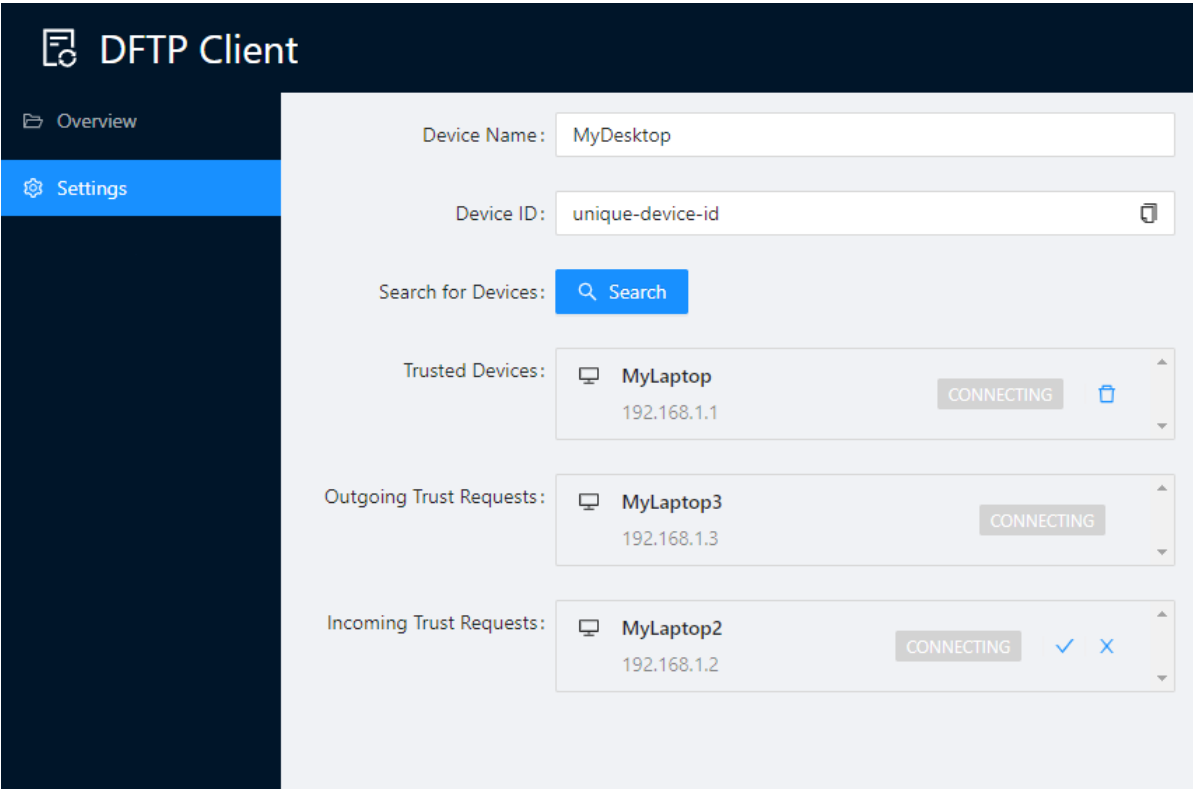 DFTP Client
Overview
Settings
Device Name: MyDesktop
Device ID: unique-device-id
Search for Devices: Search
Trusted Devices: MyLaptop
192.168.1.1
CONNECTING
Outgoing Trust Requests: MyLaptop3
192.168.1.3
CONNECTING
Incoming Trust Requests: MyLaptop2
192.168.1.2
CONNECTING